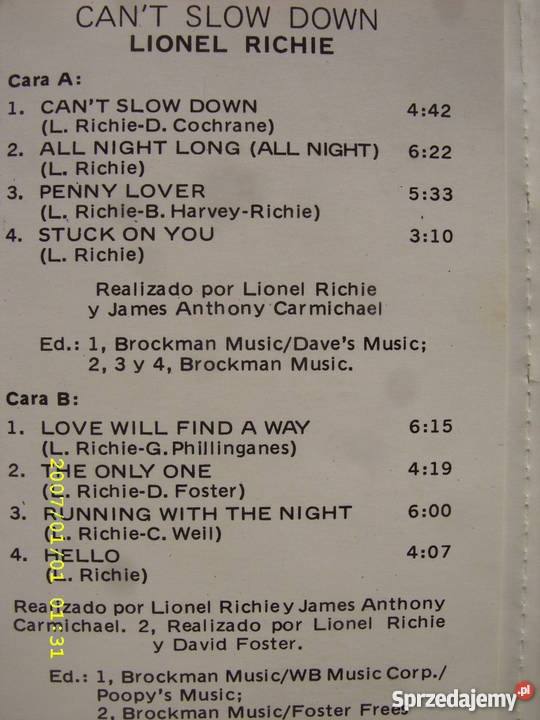 CAN'T SLOW DOWN
LIONEL RICHIE
Cara A:
1. CAN'T SLOW DOWN 4:42
(L. Richie-D. Cochrane)
2. ALL NIGHT LONG (ALL NIGHT) 6:22
(L. Richie)
3. PENNY LOVER 5:33
(L. Richie-B. Harvey-Richie)
4. STUCK ON YOU 3:10
(L. Richie)
Realizado por Lionel Richie
y James Anthony Carmichael
Ed.: 1, Brockman Music/Dave's Music;
2, 3 y 4, Brockman Music.
Cara B:
1. LOVE WILL FIND A WAY 6:15
(L. Richie-G. Phillinganes)
2. THE ONLY ONE 4:19
(L. Richie-D. Foster)
3. RUNNING WITH THE NIGHT 6:00
(L. Richie-C. Weil)
4. HELLO 4:07
(L. Richie)
Realizado por Lionel Richie y James Anthony
Carmichael. 2, Realizado por Lionel Richie
y David Foster.
Ed.: 1, Brockman Music/WB Music Corp./
Poopy's Music;
2, Brockman Music/Foster Frees
2007/01/01 01:31
Sprzedajemy.pl